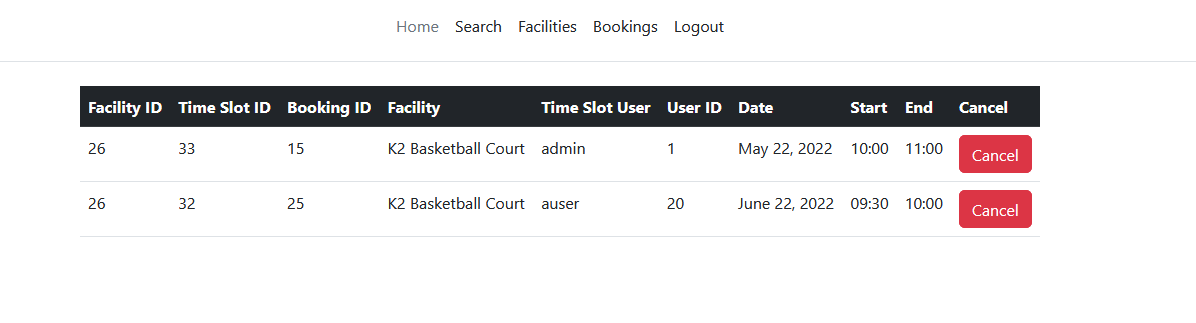 Home Search Facilities Bookings Logout
Facility ID Time Slot ID Booking ID Facility Time Slot User User ID Date Start End Cancel
26 33 15 K2 Basketball Court admin 1 May 22, 2022 10:00 11:00 Cancel
26 32 25 K2 Basketball Court auser 20 June 22, 2022 09:30 10:00 Cancel